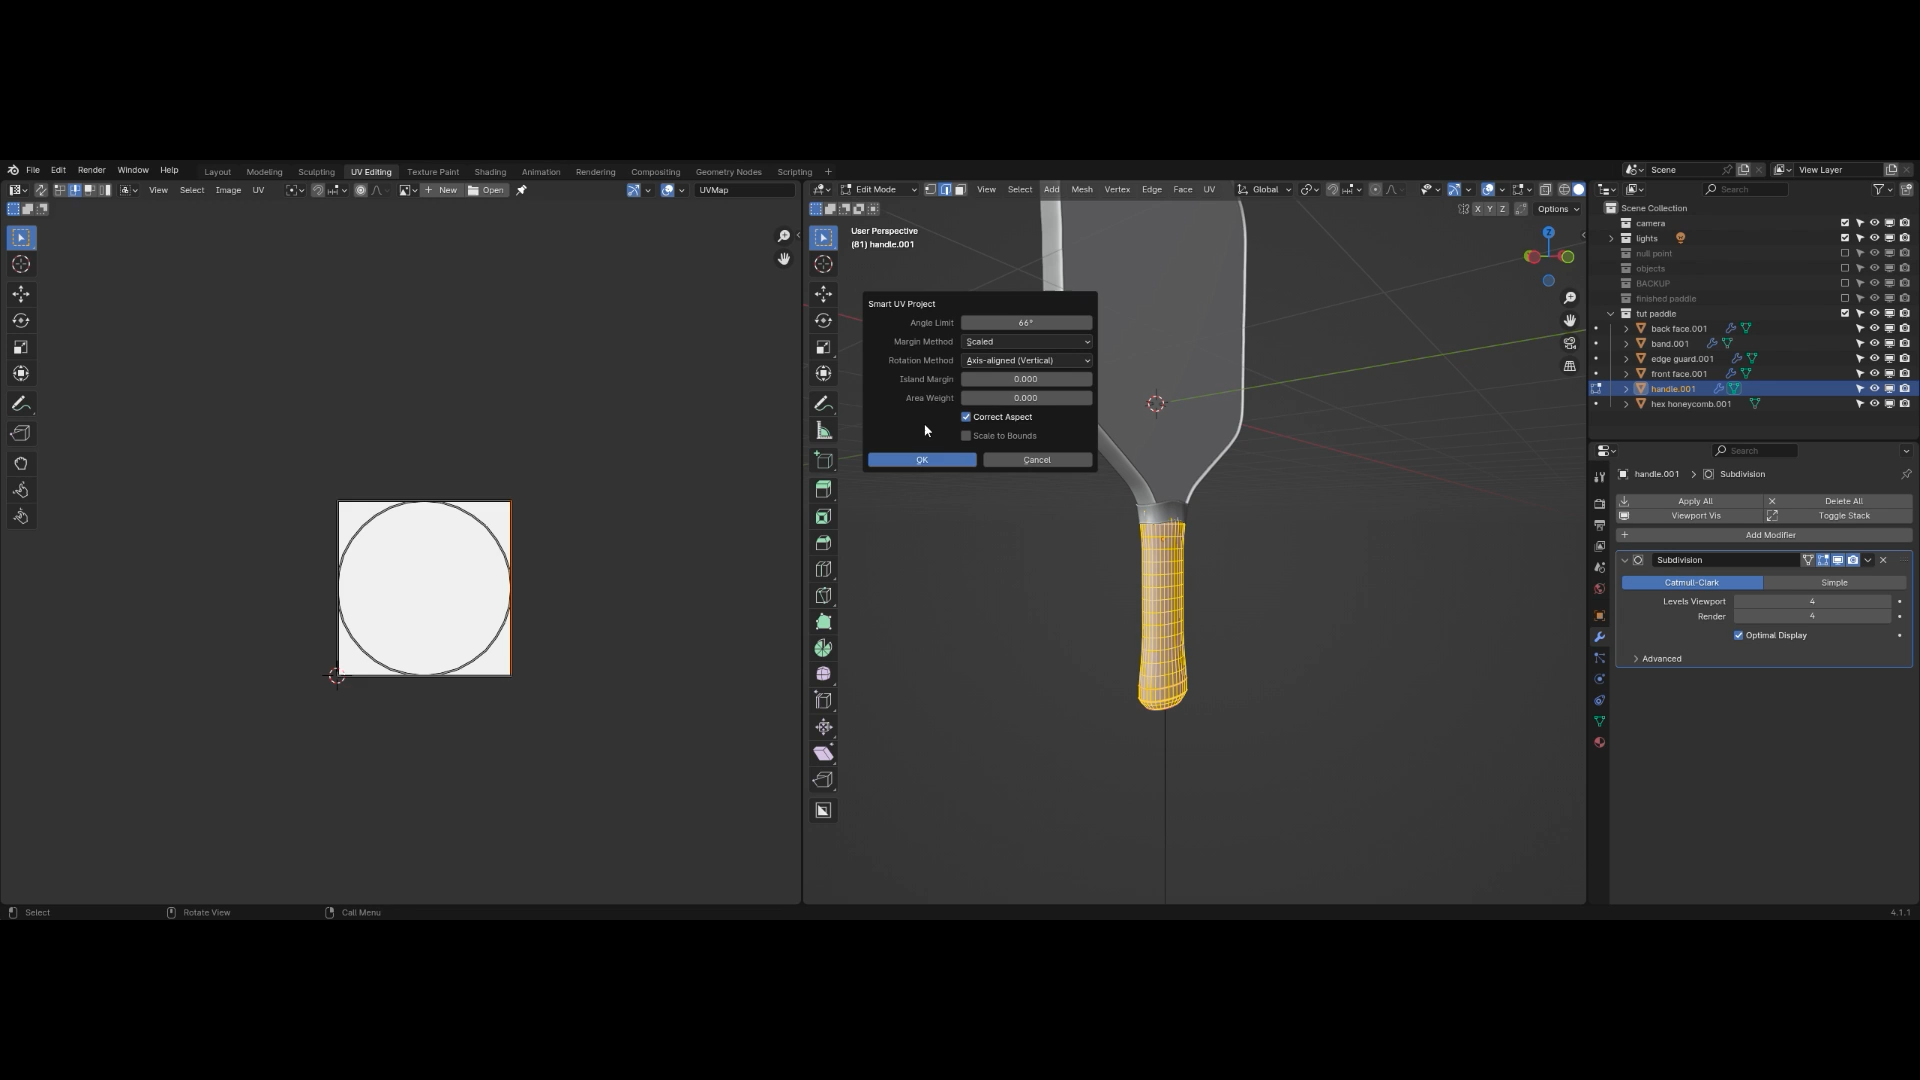 File Edit Render Window Help Layout Modeling Sculpting UV Editing Texture Paint Shading Animation Rendering Compositing Geometry Nodes Scripting + Scene View Layer
View Select Image UV New Open UVMap
Edit Mode View Select Add Mesh Vertex Edge Face UV Global Search
X Y Z Options
User Perspective
(81) handle.001
Z
Smart UV Project
Angle Limit 66°
Margin Method Scaled
Rotation Method Axis-aligned (Vertical)
Island Margin 0.000
Area Weight 0.000
Correct Aspect
Scale to Bounds
OK Cancel
Scene Collection
camera
lights
null point
objects
BACKUP
finished paddle
tut paddle
back face.001
band.001
edge guard.001
front face.001
handle.001
hex honeycomb.001
Search
handle.001 > Subdivision
Apply All Delete All
Viewport Vis Toggle Stack
Add Modifier
Subdivision
Catmull-Clark Simple
Levels Viewport 4
Render 4
Optimal Display
Advanced
Select Rotate View Call Menu 4.1.1